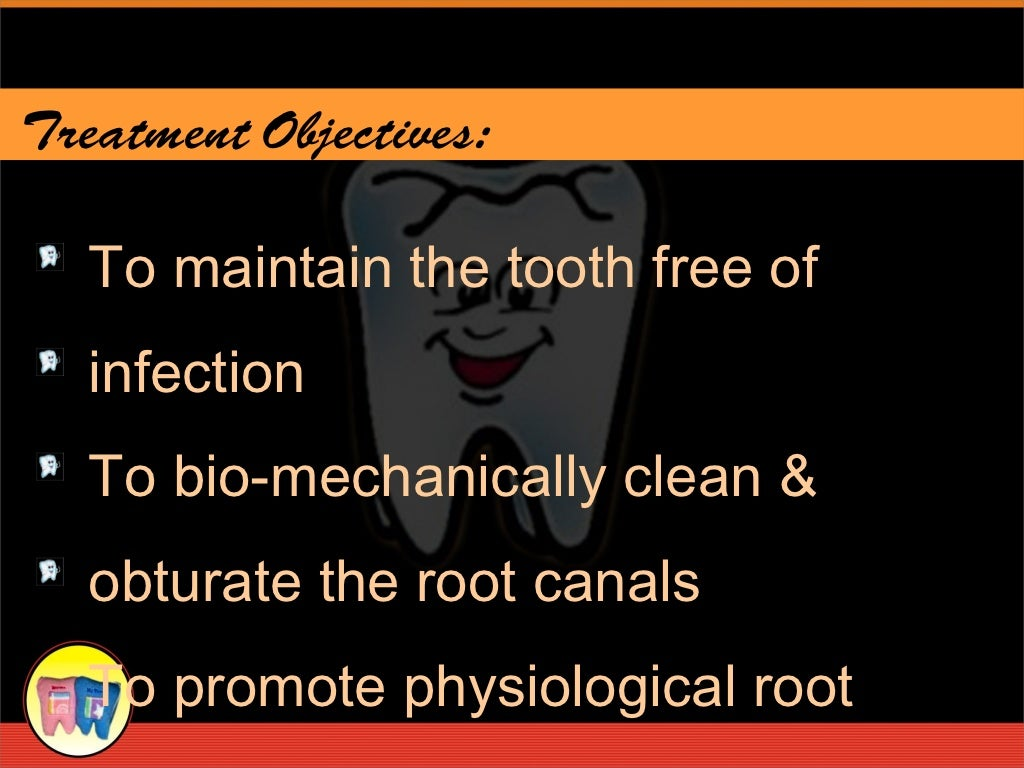 Treatment Objectives:
To maintain the tooth free of
infection
To bio-mechanically clean &
obturate the root canals
To promote physiological root